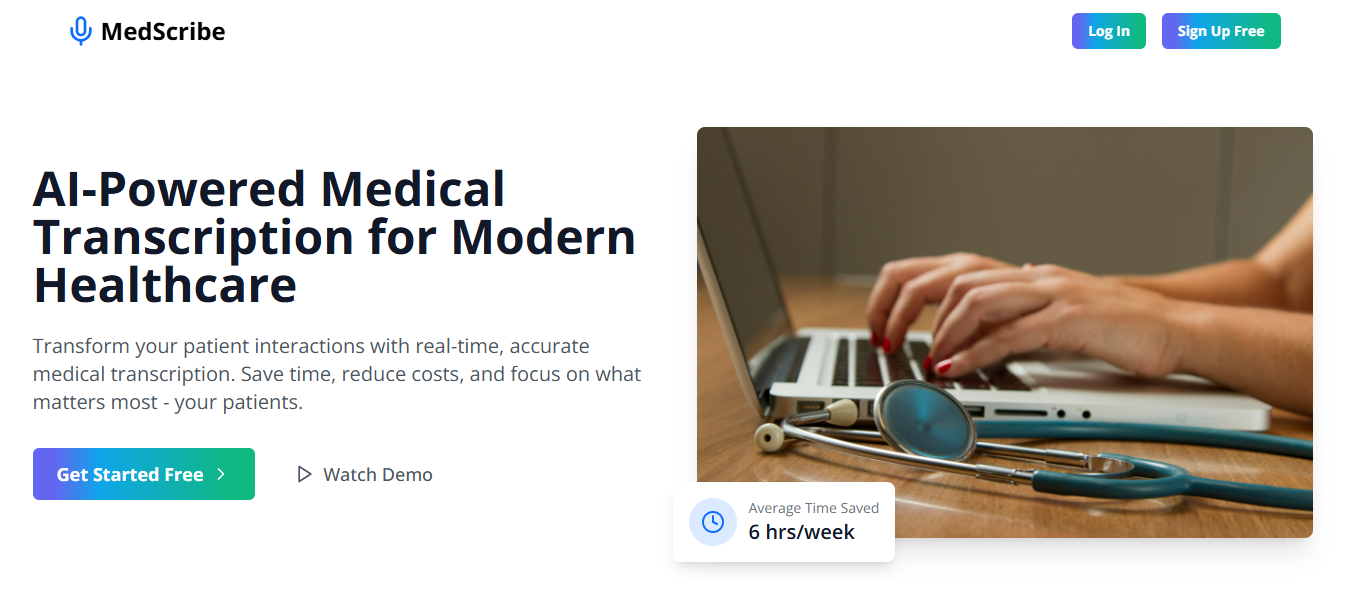 MedScribe
Log In
Sign Up Free
AI-Powered Medical
Transcription for Modern
Healthcare
Transform your patient interactions with real-time, accurate
medical transcription. Save time, reduce costs, and focus on what
matters most - your patients.
Get Started Free
Watch Demo
Average Time Saved
6 hrs/week